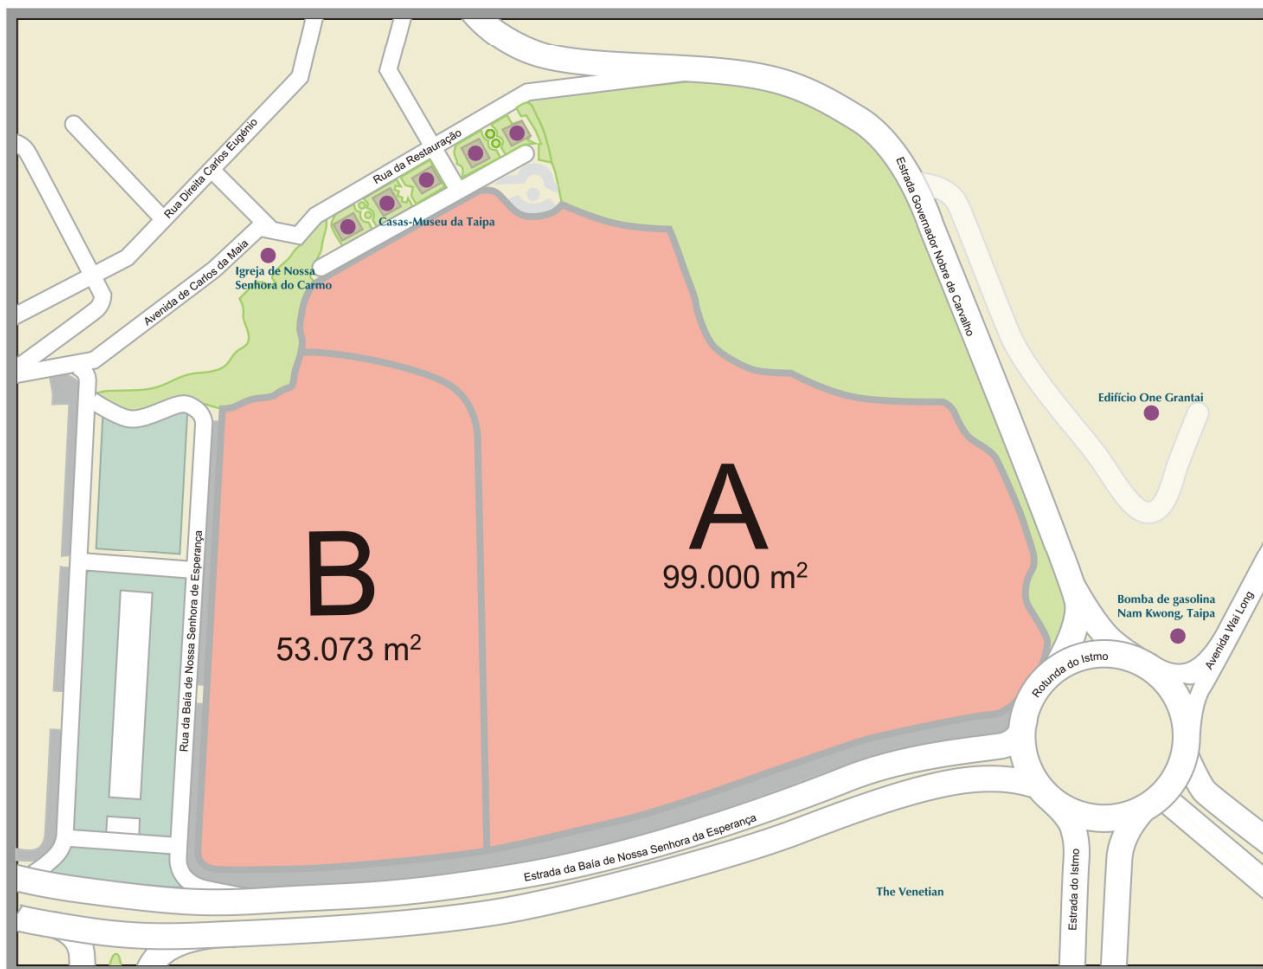 Rua Direita Carlos Eugénio
Rua da Restauração
Avenida de Carlos da Maia
Casas-Museu da Taipa
Igreja de Nossa
Senhora do Carmo
Estrada Governador Nobre de Carvalho
Edifício One Grantai
A
99.000 m²
B
53.073 m²
Rua da Baía de Nossa Senhora de Esperança
Bomba de gasolina
Nam Kwong, Taipa
Avenida Wai Long
Rotunda do Istmo
Estrada da Baía de Nossa Senhora da Esperança
The Venetian
Estrada do Istmo